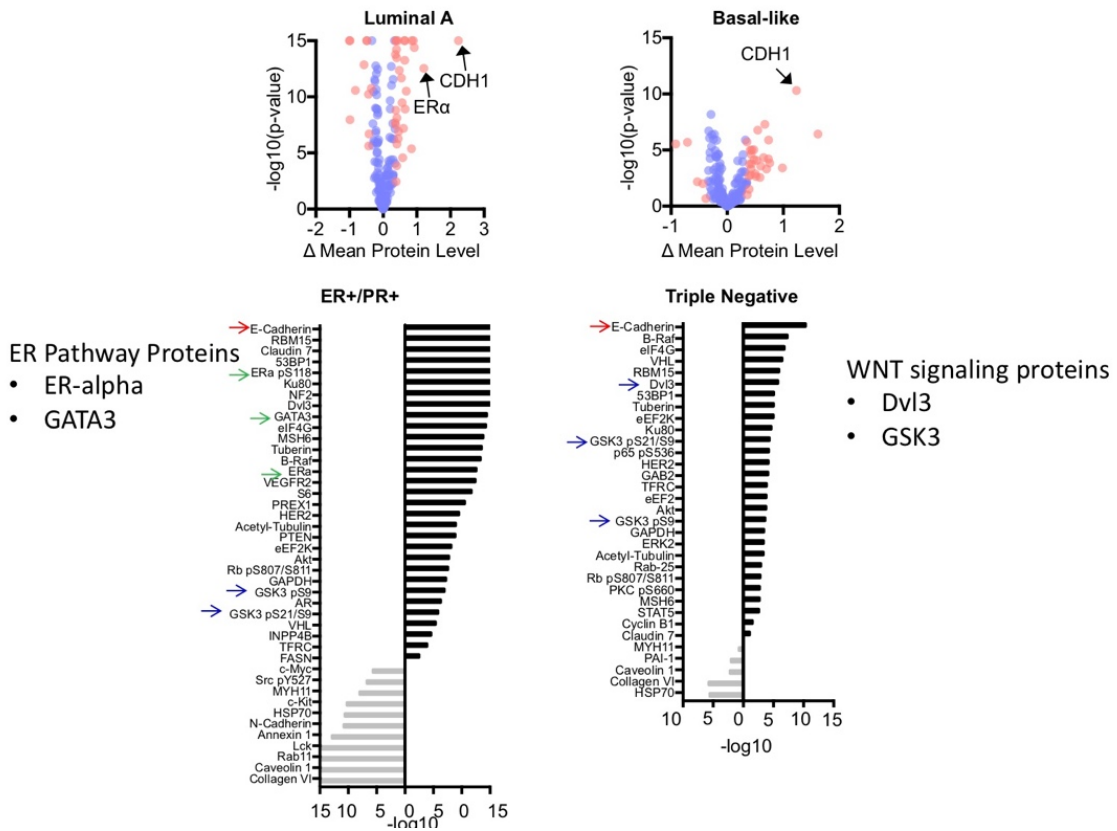 Luminal A
15
10
5
0
-log10(p-value)
CDH1
ERα
-2 -1 0 1 2 3
Δ Mean Protein Level
Basal-like
15
10
5
0
-log10(p-value)
CDH1
-1 0 1 2
Δ Mean Protein Level
ER Pathway Proteins
• ER-alpha
• GATA3
ER+/PR+
E-Cadherin
RBM15
Claudin 7
53BP1
ERa pS118
Ku80
NF2
Dvl3
GATA3
eIF4G
MSH6
Tuberin
B-Raf
ERa
VEGFR2
S6
PREX1
HER2
Acetyl-Tubulin
PTEN
eEF2K
Akt
Rb pS807/S811
GAPDH
GSK3 pS9
AR
GSK3 pS21/S9
VHL
INPP4B
TFRC
FASN
c-Myc
Src pY527
MYH11
c-Kit
HSP70
N-Cadherin
Annexin 1
Lck
Rab11
Caveolin 1
Collagen VI
15 10 5 0 5 0 15
-log10
Triple Negative
E-Cadherin
B-Raf
eIF4G
VHL
RBM15
Dvl3
53BP1
Tuberin
eEF2K
Ku80
GSK3 pS21/S9
p65 pS536
HER2
GAB2
TFRC
eEF2
Akt
GSK3 pS9
GAPDH
ERK2
Acetyl-Tubulin
Rab-25
Rb pS807/S811
PKC pS660
MSH6
STAT5
Cyclin B1
Claudin 7
MYH11
PAI-1
Caveolin 1
Collagen VI
HSP70
10 5 0 5 10 15
-log10
WNT signaling proteins
• Dvl3
• GSK3